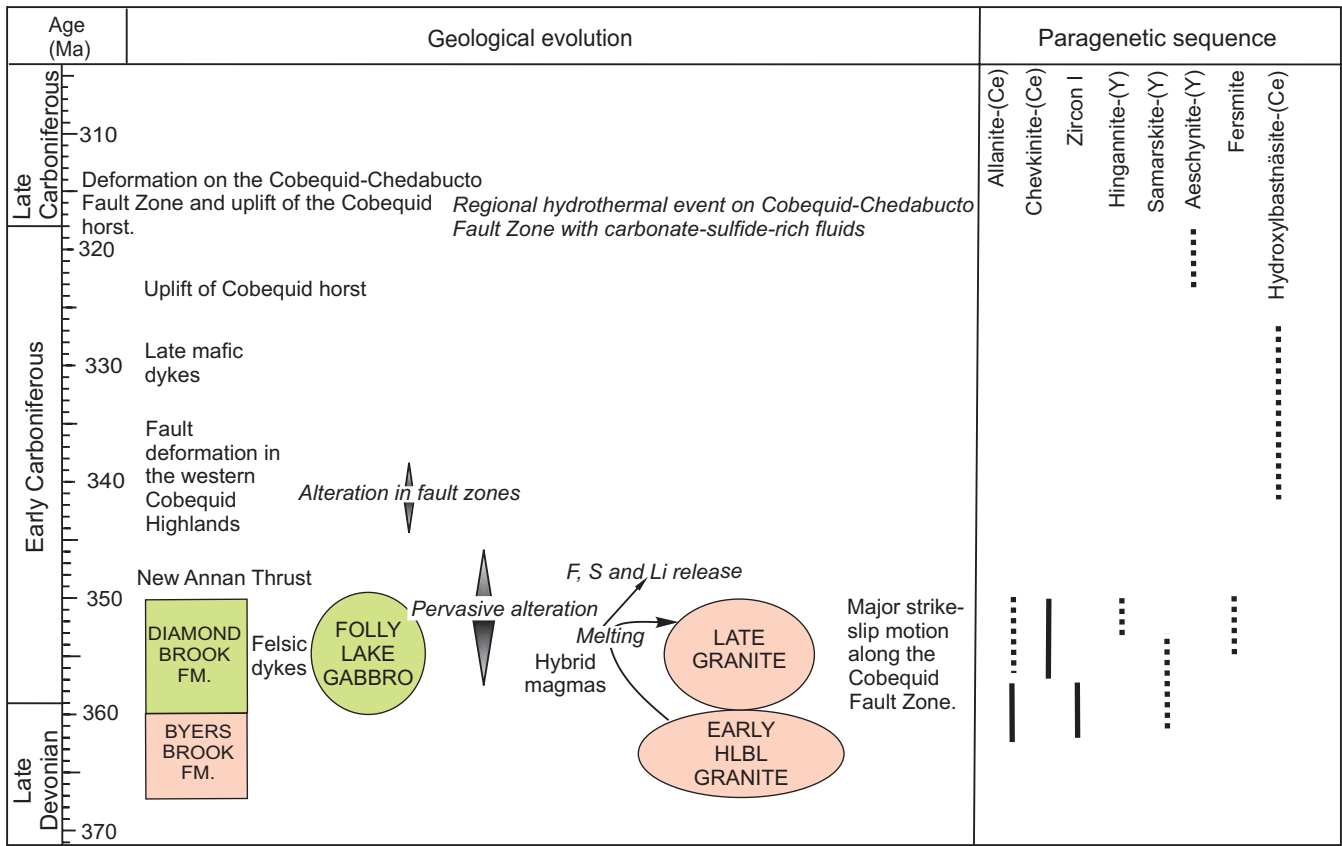 Age
(Ma)
Geological evolution
Paragenetic sequence
Late
Carboniferous
Early Carboniferous
Late
Devonian
310
320
330
340
350
360
370
Deformation on the Cobequid-Chedabucto
Fault Zone and uplift of the Cobequid
horst.
Regional hydrothermal event on Cobequid-Chedabucto
Fault Zone with carbonate-sulfide-rich fluids
Uplift of Cobequid horst
Late mafic
dykes
Fault
deformation in
the western
Cobequid
Highlands
Alteration in fault zones
New Annan Thrust
DIAMOND
BROOK
FM.
BYERS
BROOK
FM.
Felsic
dykes
FOLLY
LAKE
GABBRO
Pervasive alteration
F, S and Li release
Melting
Hybrid
magmas
LATE
GRANITE
EARLY
HLBL
GRANITE
Major strike-
slip motion
along the
Cobequid
Fault Zone.
Allanite-(Ce)
Chevkinite-(Ce)
Zircon I
Hingannite-(Y)
Samarskite-(Y)
Aeschynite-(Y)
Fersmite
Hydroxylbastnäsite-(Ce)